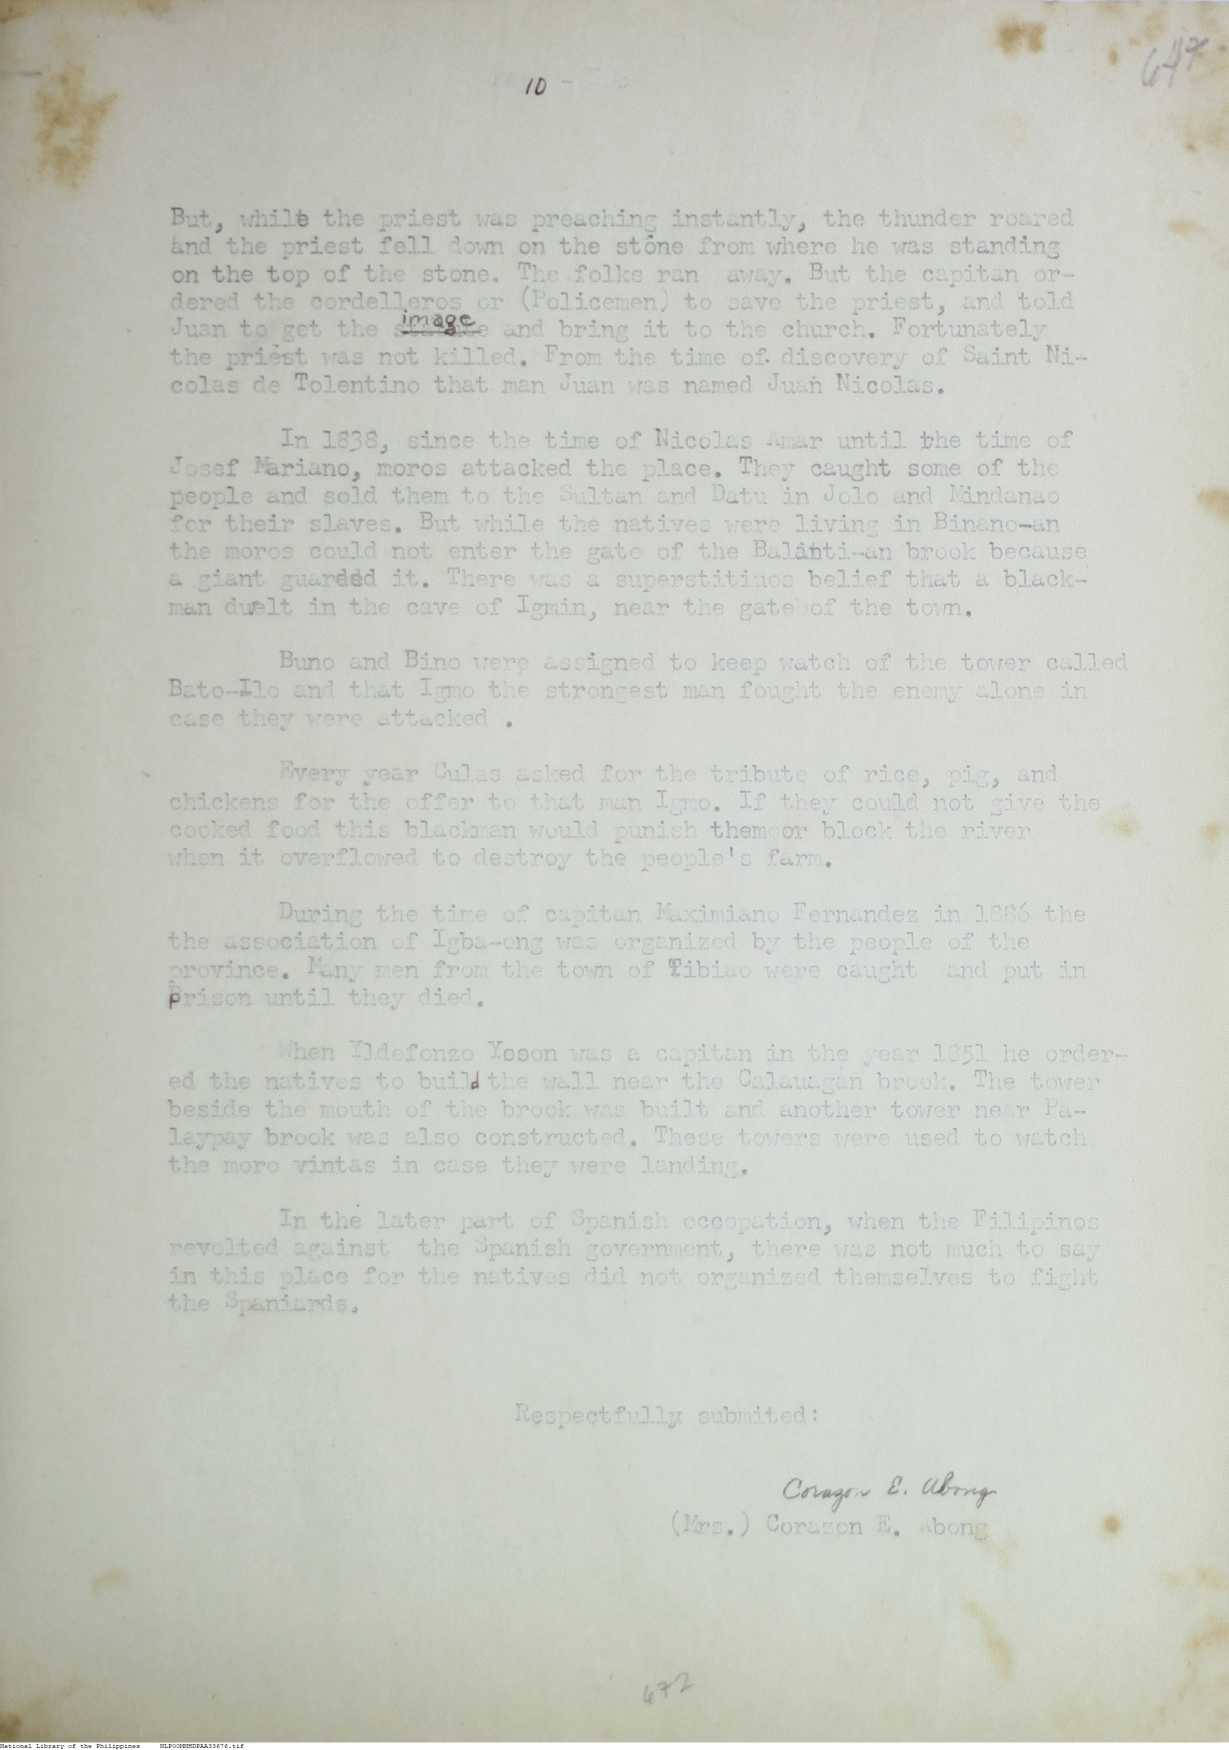 10 -
647
But, while the priest was preaching instantly, the thunder roared
and the priest fell down on the stone from where he was standing
on the top of the stone. The folks ran away. But the capitan or-
dered the cordelleros or (Policemen) to save the priest, and told
Juan to get the image and bring it to the church. Fortunately
the priest was not killed. From the time of discovery of Saint Ni-
colas de Tolentino that man Juan was named Juan Nicolas.
In 1838, since the time of Nicolas Amar until the time of
Josef Mariano, moros attacked the place. They caught some of the
people and sold them to the Sultan and Datu in Jolo and Mindanao
for their slaves. But while the natives were living in Binano-an
the moros could not enter the gate of the Balanti-an brook because
a giant guarded it. There was a superstitiuos belief that a black-
man dwelt in the cave of Igmin, near the gate of the town.
Buno and Bino were assigned to keep watch of the tower called
Bato-Ilo and that Igmo the strongest man fought the enemy alone in
case they were attacked .
Every year Culas asked for the tribute of rice, pig, and
chickens for the offer to that man Igmo. If they could not give the
cooked food this blackman would punish them or block the river
when it overflowed to destroy the people's farm.
During the time of capitan Maximiano Fernandez in 1886 the
the association of Igba-ong was organized by the people of the
province. Many men from the town of Tibiao were caught and put in
Prison until they died.
When Yldefonzo Yoson was a capitan in the year 1851 he order-
ed the natives to build the wall near the Calauagan brook. The tower
beside the mouth of the brook was built and another tower near Pa-
laypay brook was also constructed. These towers were used to watch
the moro vintas in case they were landing.
In the later part of Spanish occopation, when the Filipinos
revolted against the Spanish government, there was not much to say
in this place for the natives did not organized themselves to fight
the Spaniards.
Respectfully submited:
Corazon E. Abong
(Mrs.) Corazon E. Abong
672
National Library of the Philippines NLPOOMNMDPAA33676.tif